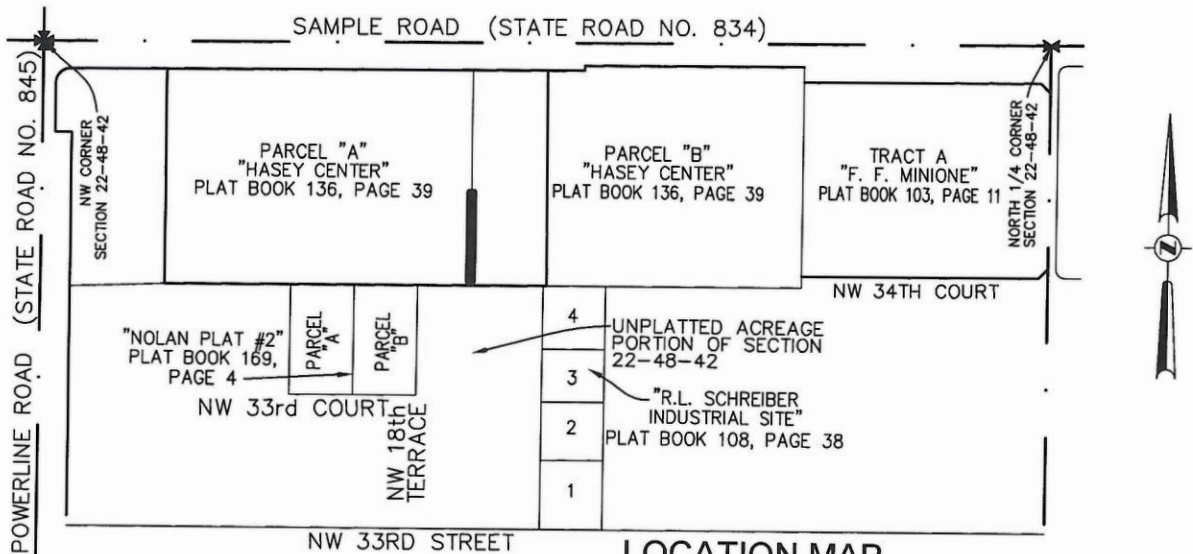 SAMPLE ROAD (STATE ROAD NO. 834)
POWERLINE ROAD (STATE ROAD NO. 845)
NW CORNER
SECTION 22-48-42
PARCEL "A"
"HASEY CENTER"
PLAT BOOK 136, PAGE 39
PARCEL "B"
"HASEY CENTER"
PLAT BOOK 136, PAGE 39
TRACT A
"F. F. MINIONE"
PLAT BOOK 103, PAGE 11
NORTH 1/4 CORNER
SECTION 22-48-42
N
NW 34TH COURT
"NOLAN PLAT #2"
PLAT BOOK 169,
PAGE 4
PARCEL
"A"
PARCEL
"B"
4
3
2
1
UNPLATTED ACREAGE
PORTION OF SECTION
22-48-42
"R.L. SCHREIBER
INDUSTRIAL SITE"
PLAT BOOK 108, PAGE 38
NW 33rd COURT
NW 18th
TERRACE
NW 33RD STREET
LOCATION MAP